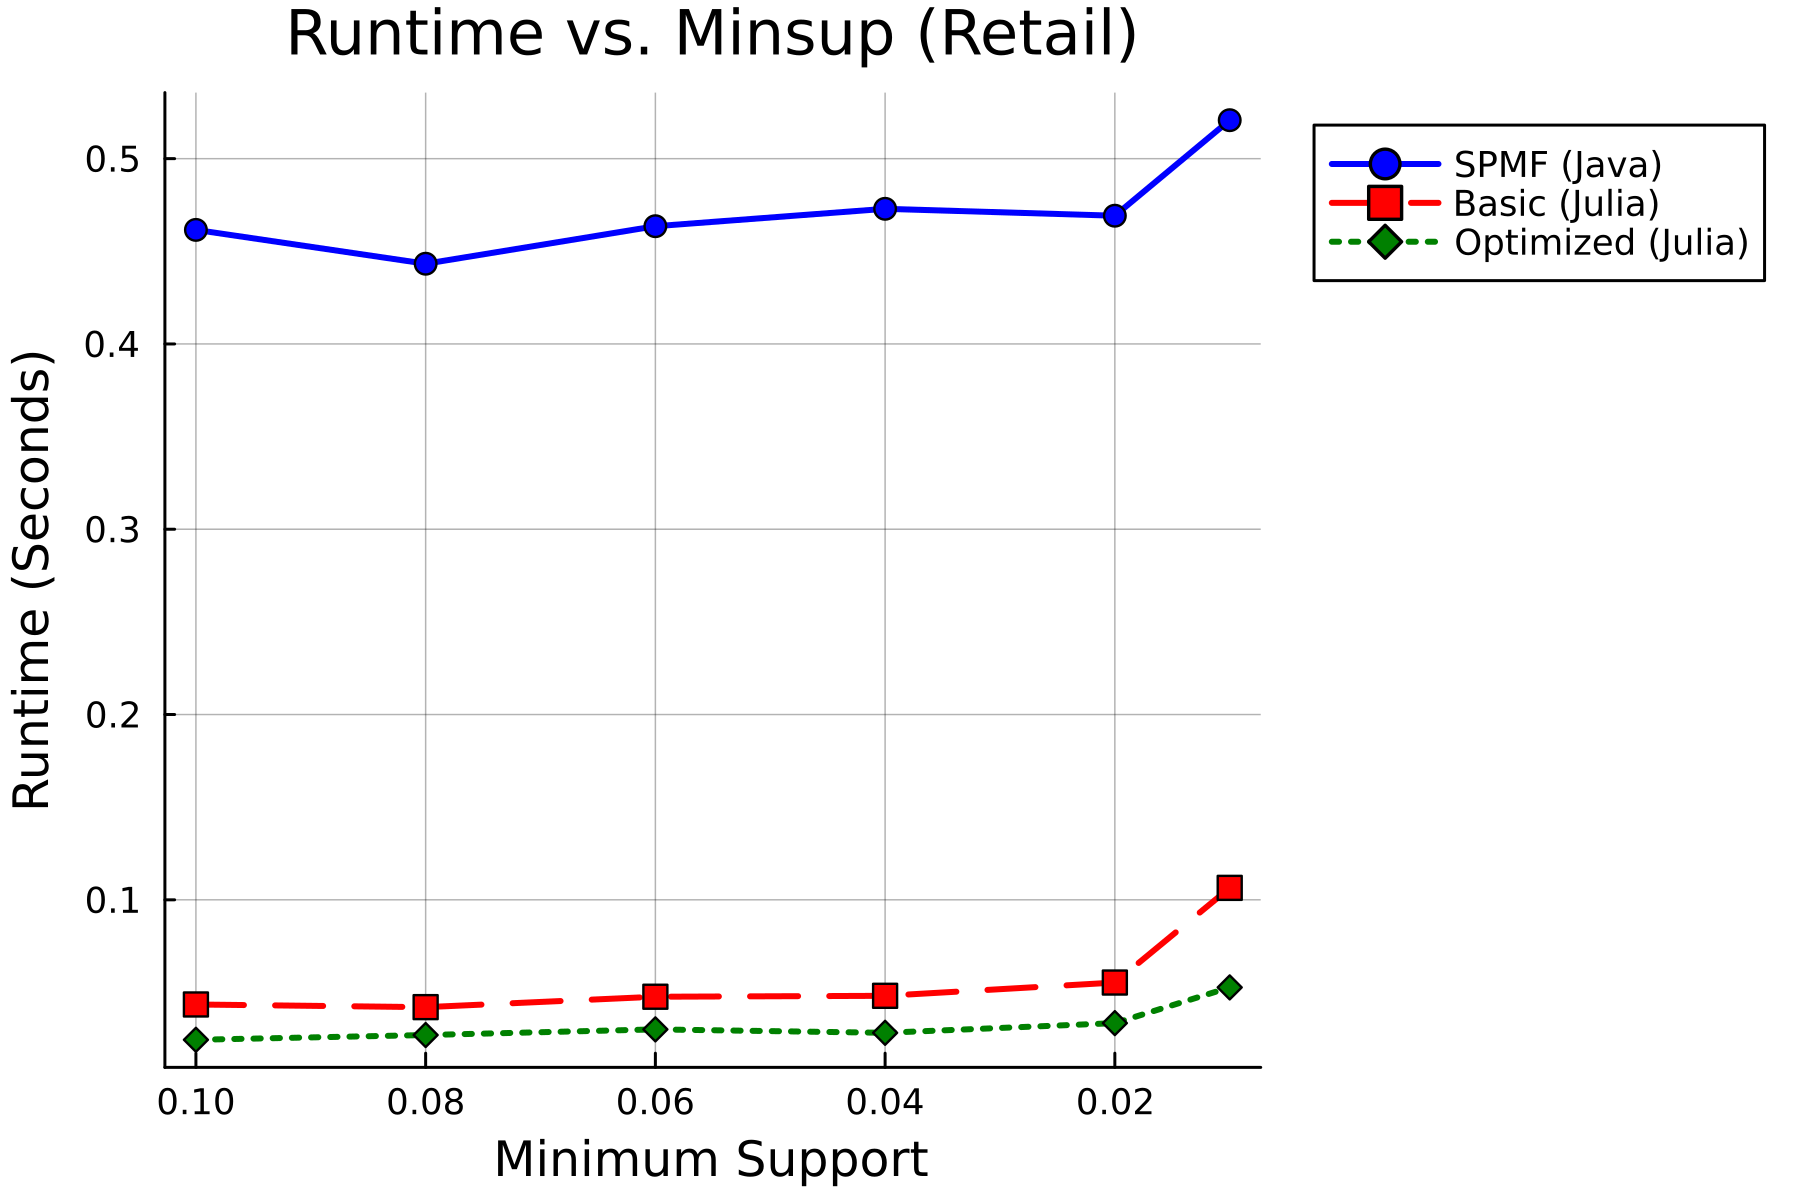 Runtime vs. Minsup (Retail)
SPMF (Java)
Basic (Julia)
Optimized (Julia)
Runtime (Seconds)
0.5
0.4
0.3
0.2
0.1
0.10 0.08 0.06 0.04 0.02
Minimum Support